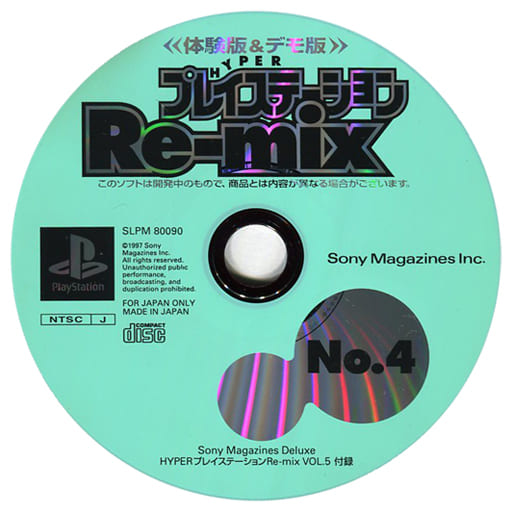 ≪体験版&デモ版≫
HYPER
プレイステーション
Re-mix
このソフトは開発中のもので、商品とは内容が異なる場合がございます。
SLPM 80090
©1997 Sony
Magazines Inc.
All rights reserved.
Unauthorized public
performance,
broadcasting, and
duplication prohibited.
PlayStation
FOR JAPAN ONLY
MADE IN JAPAN
NTSC J
COMPACT
disc
Sony Magazines Inc.
No.4
Sony Magazines Deluxe
HYPERプレイステーションRe-mix VOL.5 付録